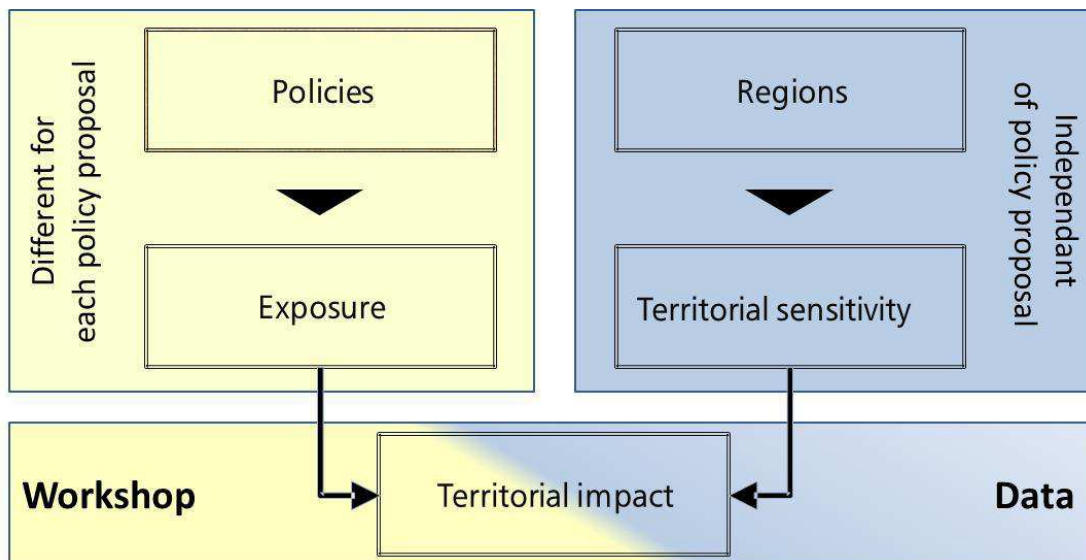 Different for
each policy proposal
Policies
Exposure
Regions
Territorial sensitivity
Independant
of policy proposal
Workshop
Territorial impact
Data